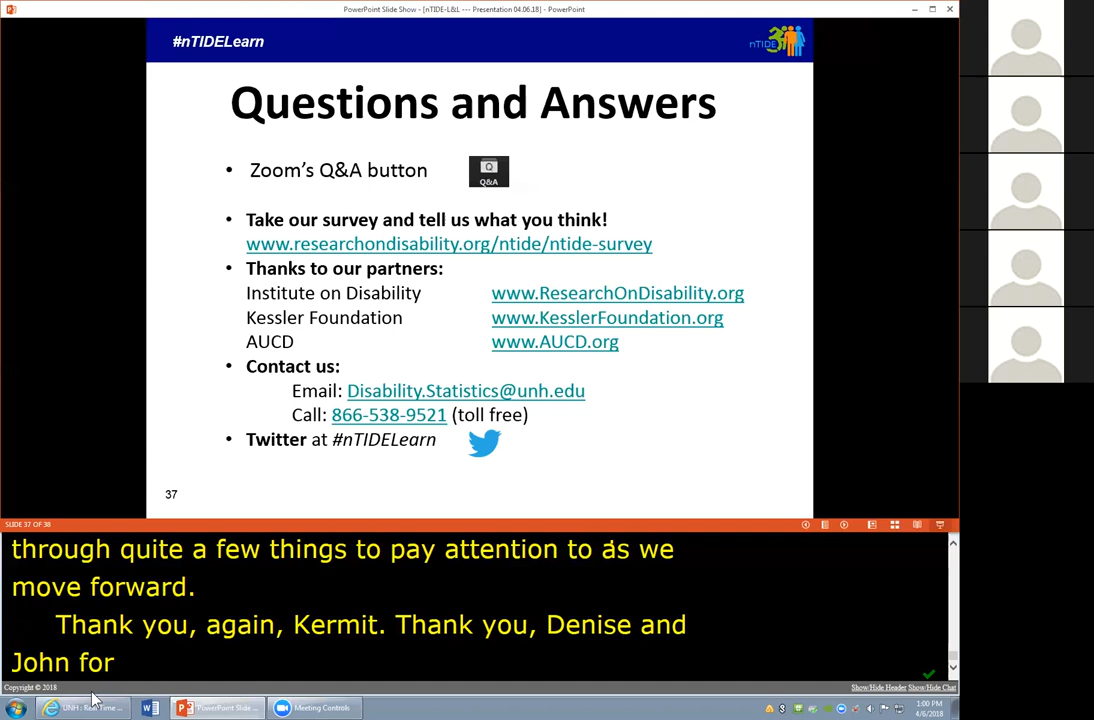 PowerPoint Slide Show - [nTIDE-L&L --- Presentation 04.06.18] - PowerPoint
#nTIDELearn
nTIDE
Questions and Answers
• Zoom's Q&A button
Q
Q&A
• Take our survey and tell us what you think!
www.researchondisability.org/ntide/ntide-survey
• Thanks to our partners:
Institute on Disability www.ResearchOnDisability.org
Kessler Foundation www.KesslerFoundation.org
AUCD www.AUCD.org
• Contact us:
Email: Disability.Statistics@unh.edu
Call: 866-538-9521 (toll free)
• Twitter at #nTIDELearn
37
SLIDE 37 OF 38
through quite a few things to pay attention to as we
move forward.
Thank you, again, Kermit. Thank you, Denise and
John for
Copyright © 2018 Show/Hide Header Show/Hide Chat
UNH : Real Time ... PowerPoint Slide ... Meeting Controls
1:00 PM
4/6/2018